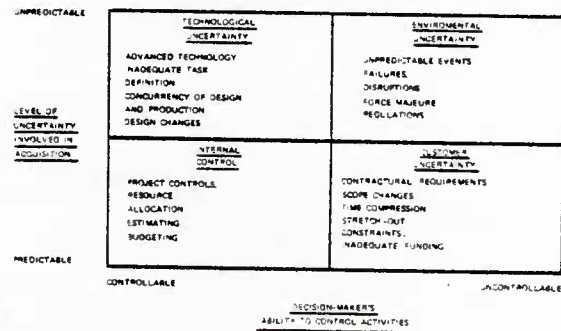 UNPREDICTABLE
TECHNOLOGICAL
UNCERTAINTY
ADVANCED TECHNOLOGY
INADEQUATE TASK
DEFINITION
CONCURRENCY OF DESIGN
AND PRODUCTION
DESIGN CHANGES
ENVIROMENTAL
UNCERTAINTY
UNPREDICTABLE EVENTS
FAILURES,
DISRUPTIONS
FORCE MAJEURE
REGULATIONS
LEVEL OF
UNCERTAINTY
INVOLVED IN
ACQUISITION
INTERNAL
CONTROL
PROJECT CONTROLS,
RESOURCE
ALLOCATION
ESTIMATING
BUDGETING
CUSTOMER
UNCERTAINTY
CONTRACTURAL REQUIREMENTS
SCOPE CHANGES
TIME COMPRESSION
STRETCH-OUT
CONSTRAINTS,
INADEQUATE FUNDING
PREDICTABLE
CONTROLLABLE
UNCONTROLLABLE
DECISION-MAKER'S
ABILITY TO CONTROL ACTIVITIES